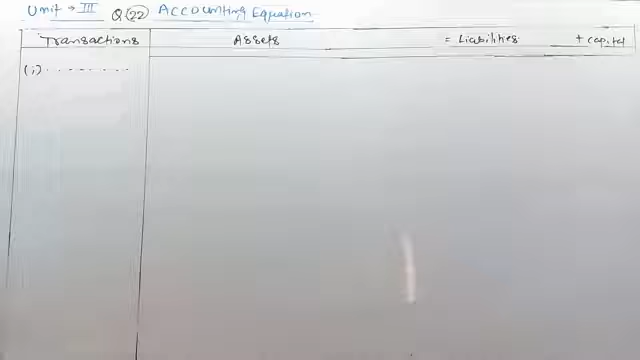 Unit → III Q. (22) Accounting Equation
Transactions Assets = Liabilities + capital
(i) . . . . . . . . .